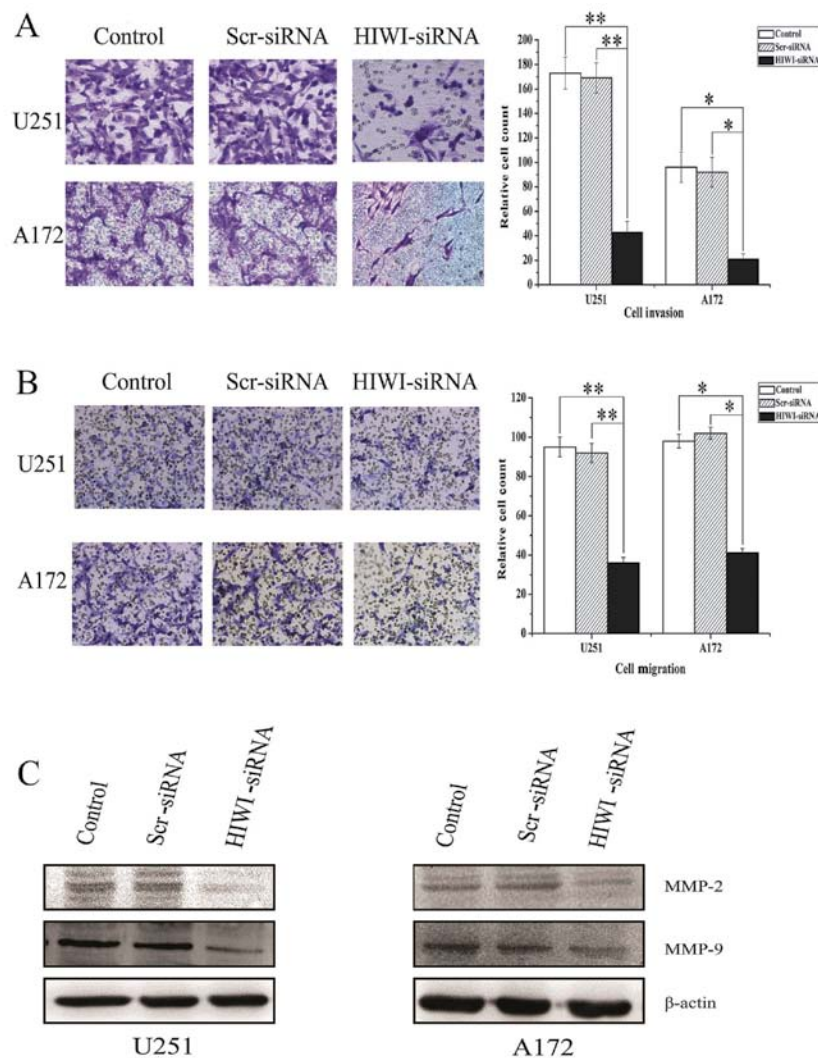 A
Control Scr-siRNA HIWI-siRNA
U251
A172
**
**
*
*
Control
Scr-siRNA
HIWI-siRNA
Relative cell count
200
180
160
140
120
100
80
60
40
20
0
U251 A172
Cell invasion
B
Control Scr-siRNA HIWI-siRNA
U251
A172
**
**
*
*
Control
Scr-siRNA
HIWI-siRNA
Relative cell count
120
100
80
60
40
20
0
U251 A172
Cell migration
C
Control Scr-siRNA HIWI-siRNA
Control Scr-siRNA HIWI-siRNA
MMP-2
MMP-9
β-actin
U251 A172